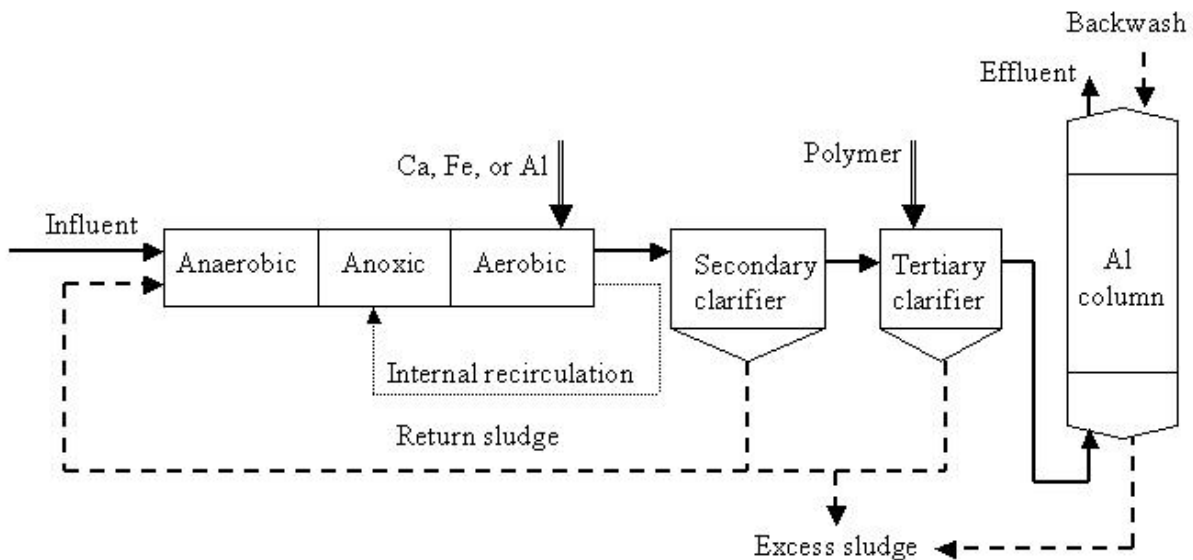 Backwash
Effluent
Ca, Fe, or Al
Polymer
Influent
Anaerobic
Anoxic
Aerobic
Secondary
clarifier
Tertiary
clarifier
Al
column
Internal recirculation
Return sludge
Excess sludge